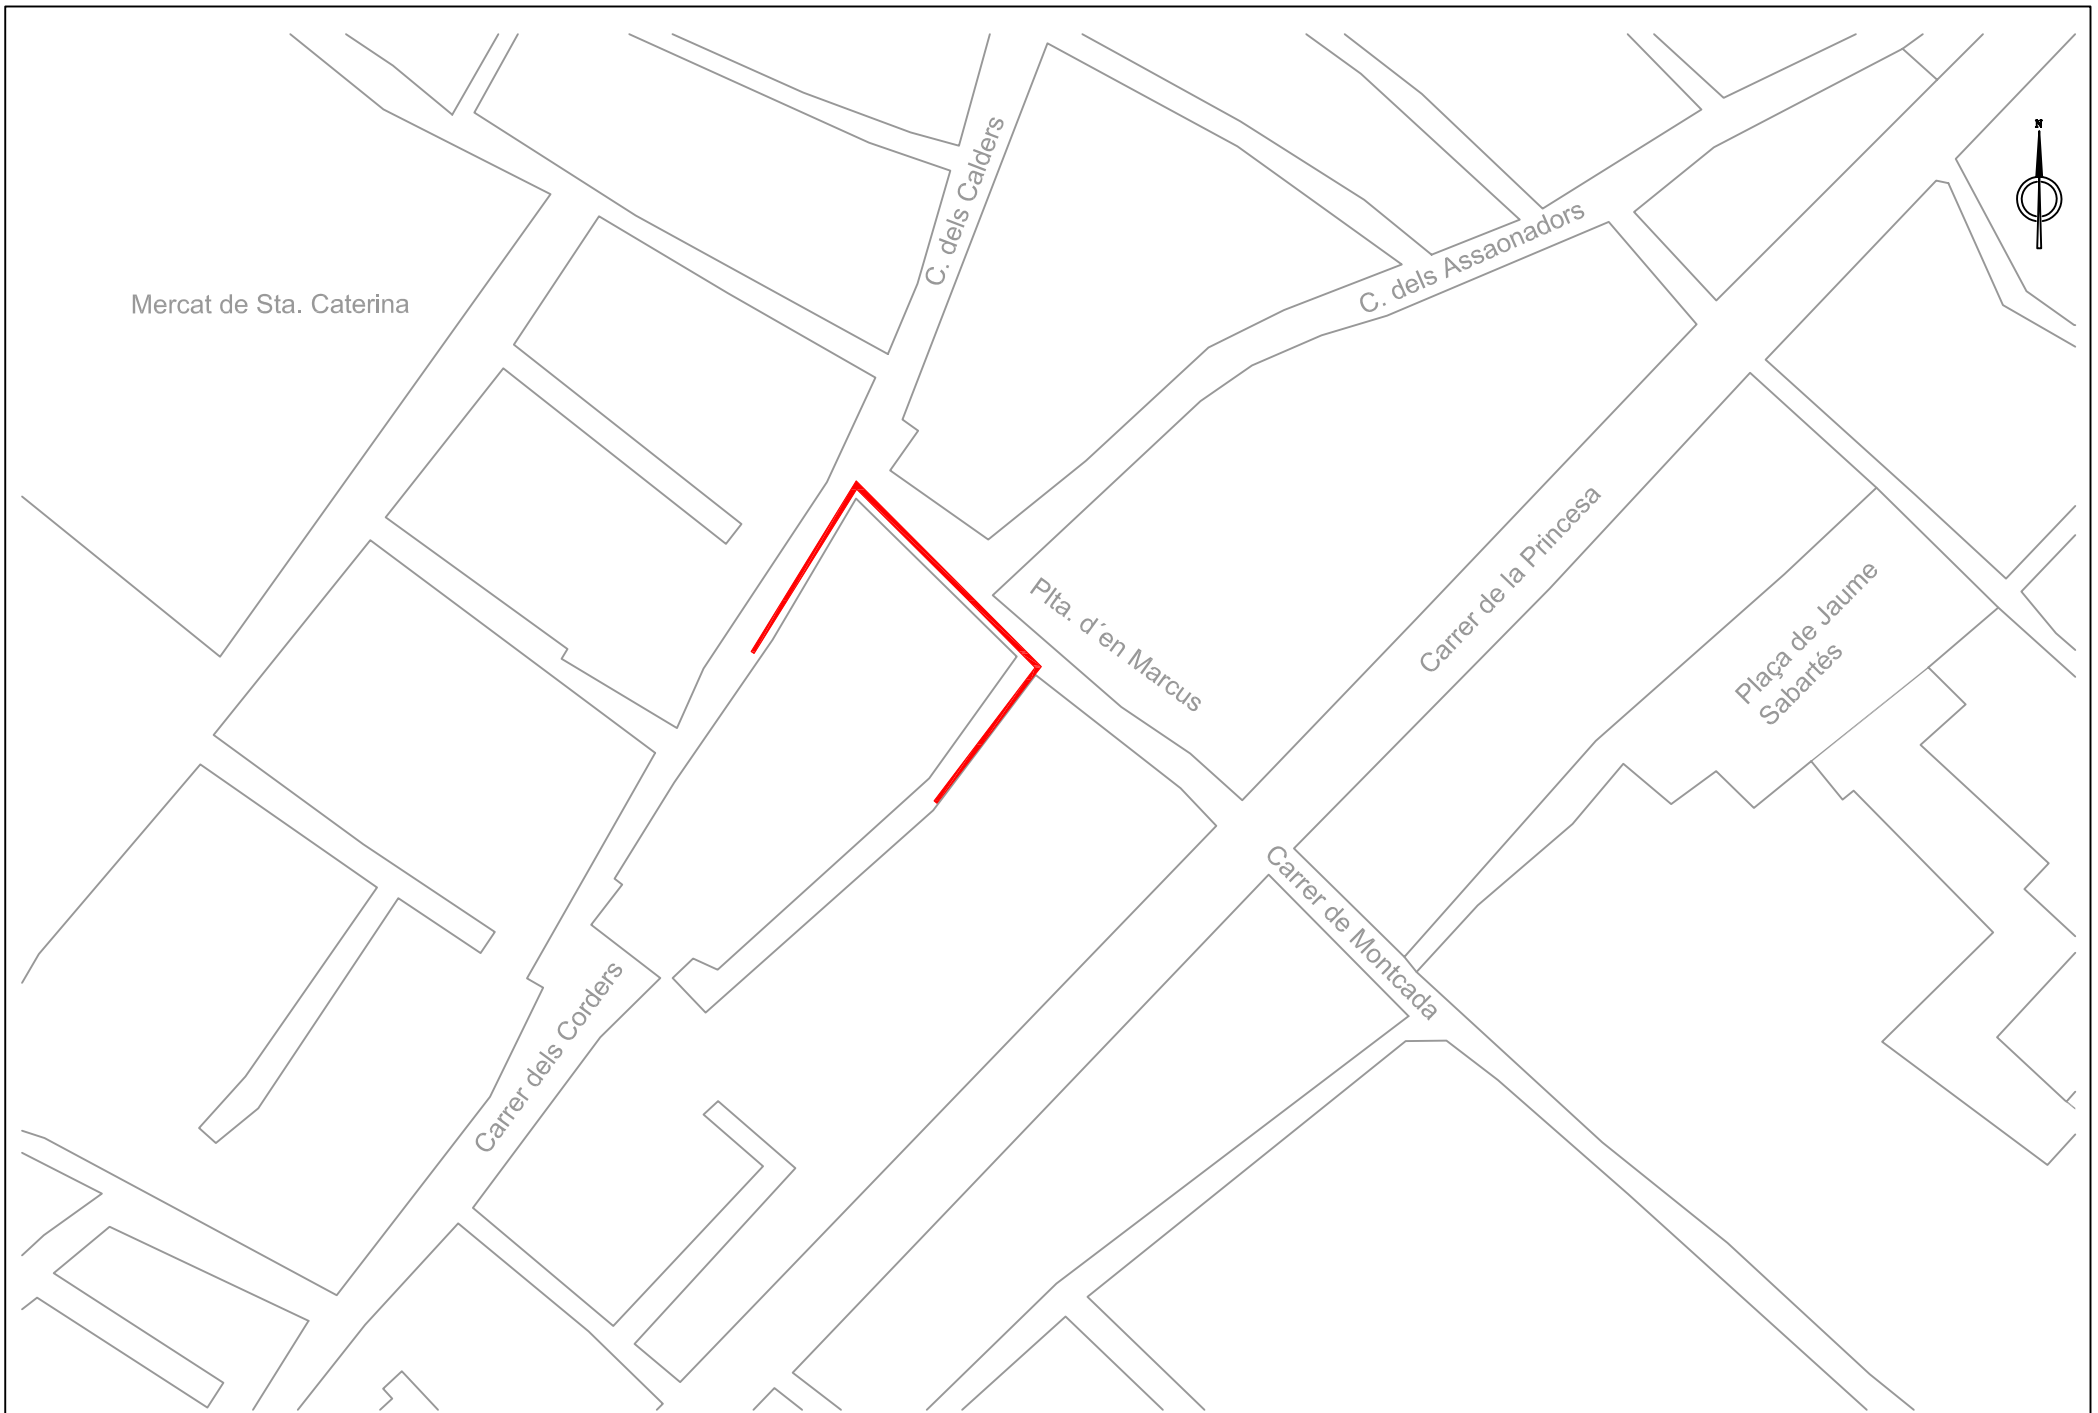 N
C. dels Calders
C. dels Assaonadors
Mercat de Sta. Caterina
Carrer de la Princesa
Plta. d´en Marcus
Plaça de Jaume
Sabartés
Carrer de Montcada
Carrer dels Corders